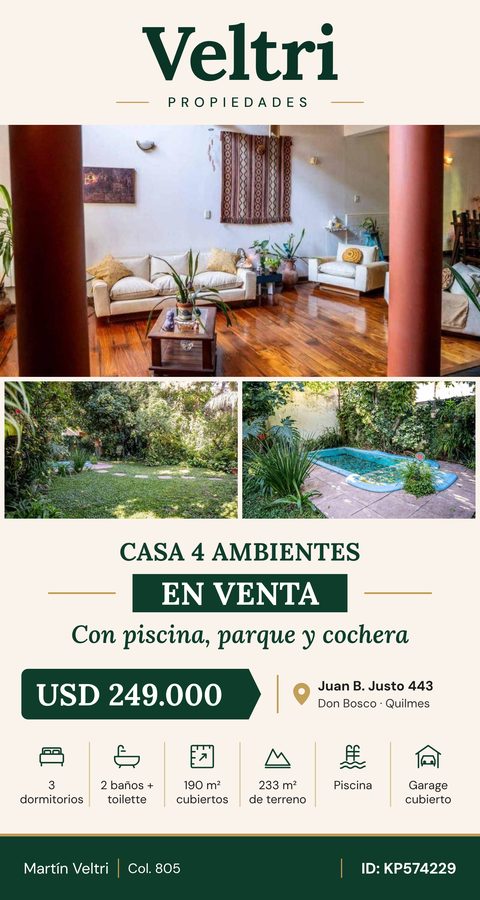 Veltri
PROPIEDADES
CASA 4 AMBIENTES
EN VENTA
Con piscina, parque y cochera
USD 249.000
Juan B. Justo 443
Don Bosco · Quilmes
3
dormitorios
2 baños +
toilette
190 m²
cubiertos
233 m²
de terreno
Piscina
Garage
cubierto
Martín Veltri
Col. 805
ID: KP574229